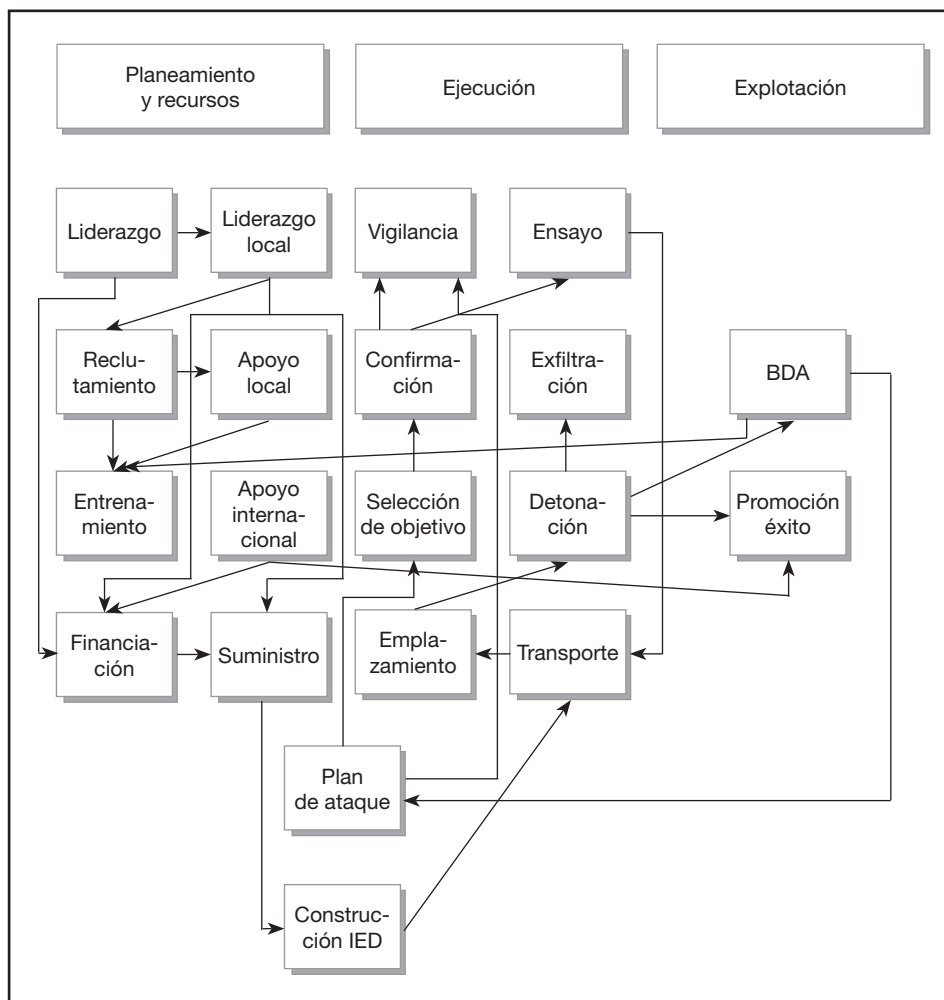 Planeamiento
y recursos
Ejecución
Explotación
Liderazgo
Liderazgo
local
Vigilancia
Ensayo
Reclu-
tamiento
Apoyo
local
Confirma-
ción
Exfiltra-
ción
BDA
Entrena-
miento
Apoyo
interna-
cional
Selección
de objetivo
Detona-
ción
Promoción
éxito
Financia-
ción
Suministro
Empla-
zamiento
Transporte
Plan
de ataque
Construc-
ción IED